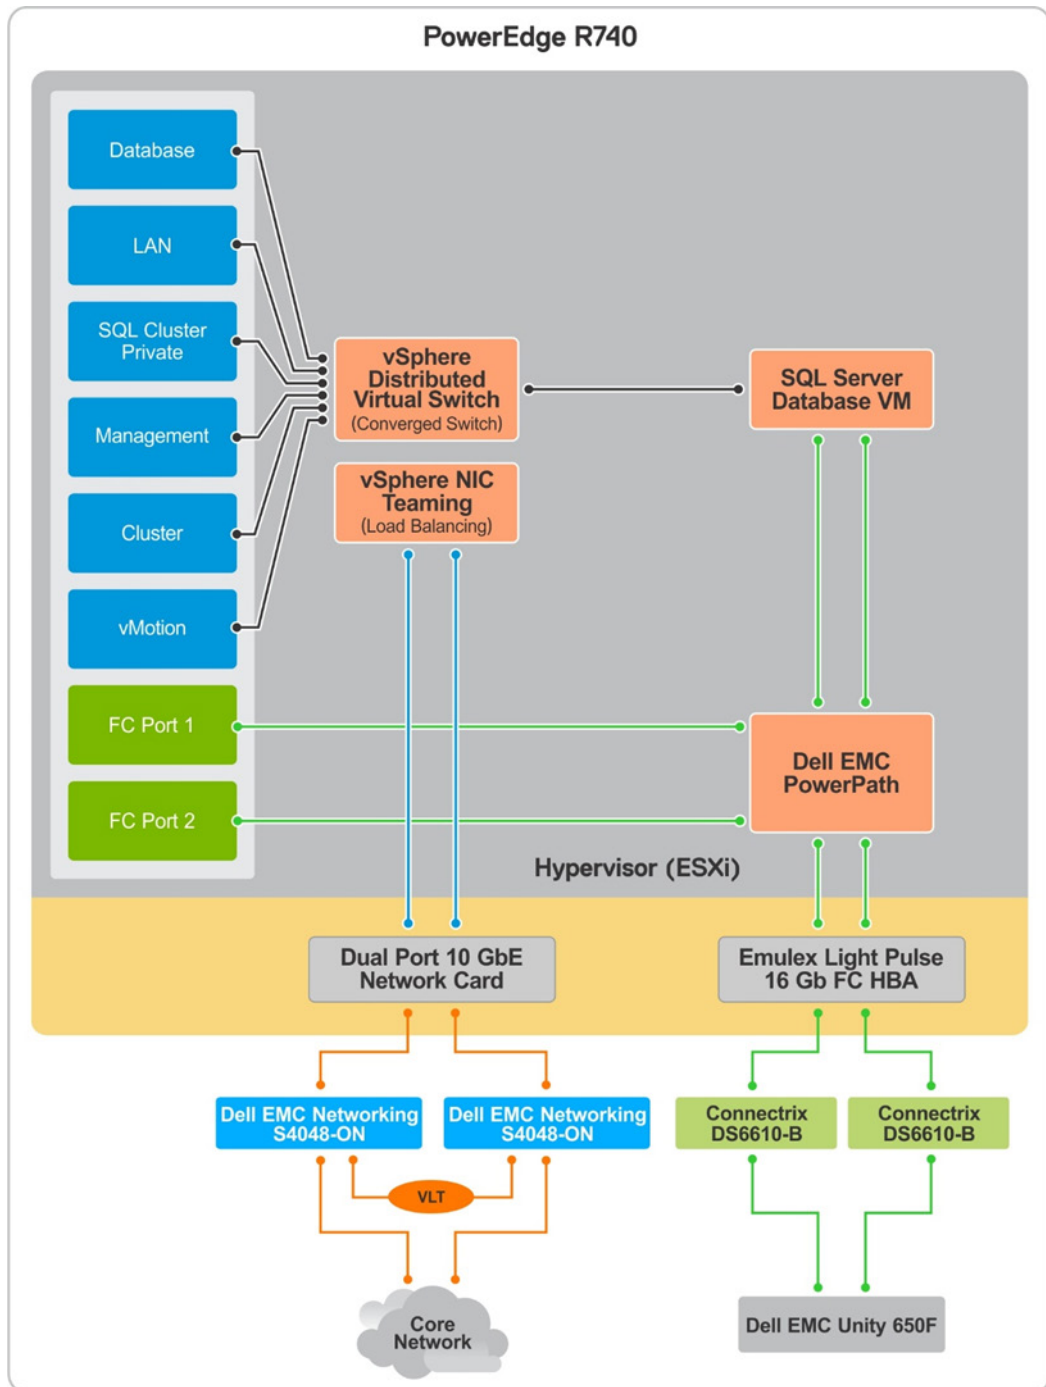 PowerEdge R740
Database
LAN
SQL Cluster
Private
Management
Cluster
vMotion
FC Port 1
FC Port 2
vSphere
Distributed
Virtual Switch
(Converged Switch)
vSphere NIC
Teaming
(Load Balancing)
SQL Server
Database VM
Dell EMC
PowerPath
Hypervisor (ESXi)
Dual Port 10 GbE
Network Card
Emulex Light Pulse
16 Gb FC HBA
Dell EMC Networking
S4048-ON
Dell EMC Networking
S4048-ON
Connectrix
DS6610-B
Connectrix
DS6610-B
VLT
Core
Network
Dell EMC Unity 650F